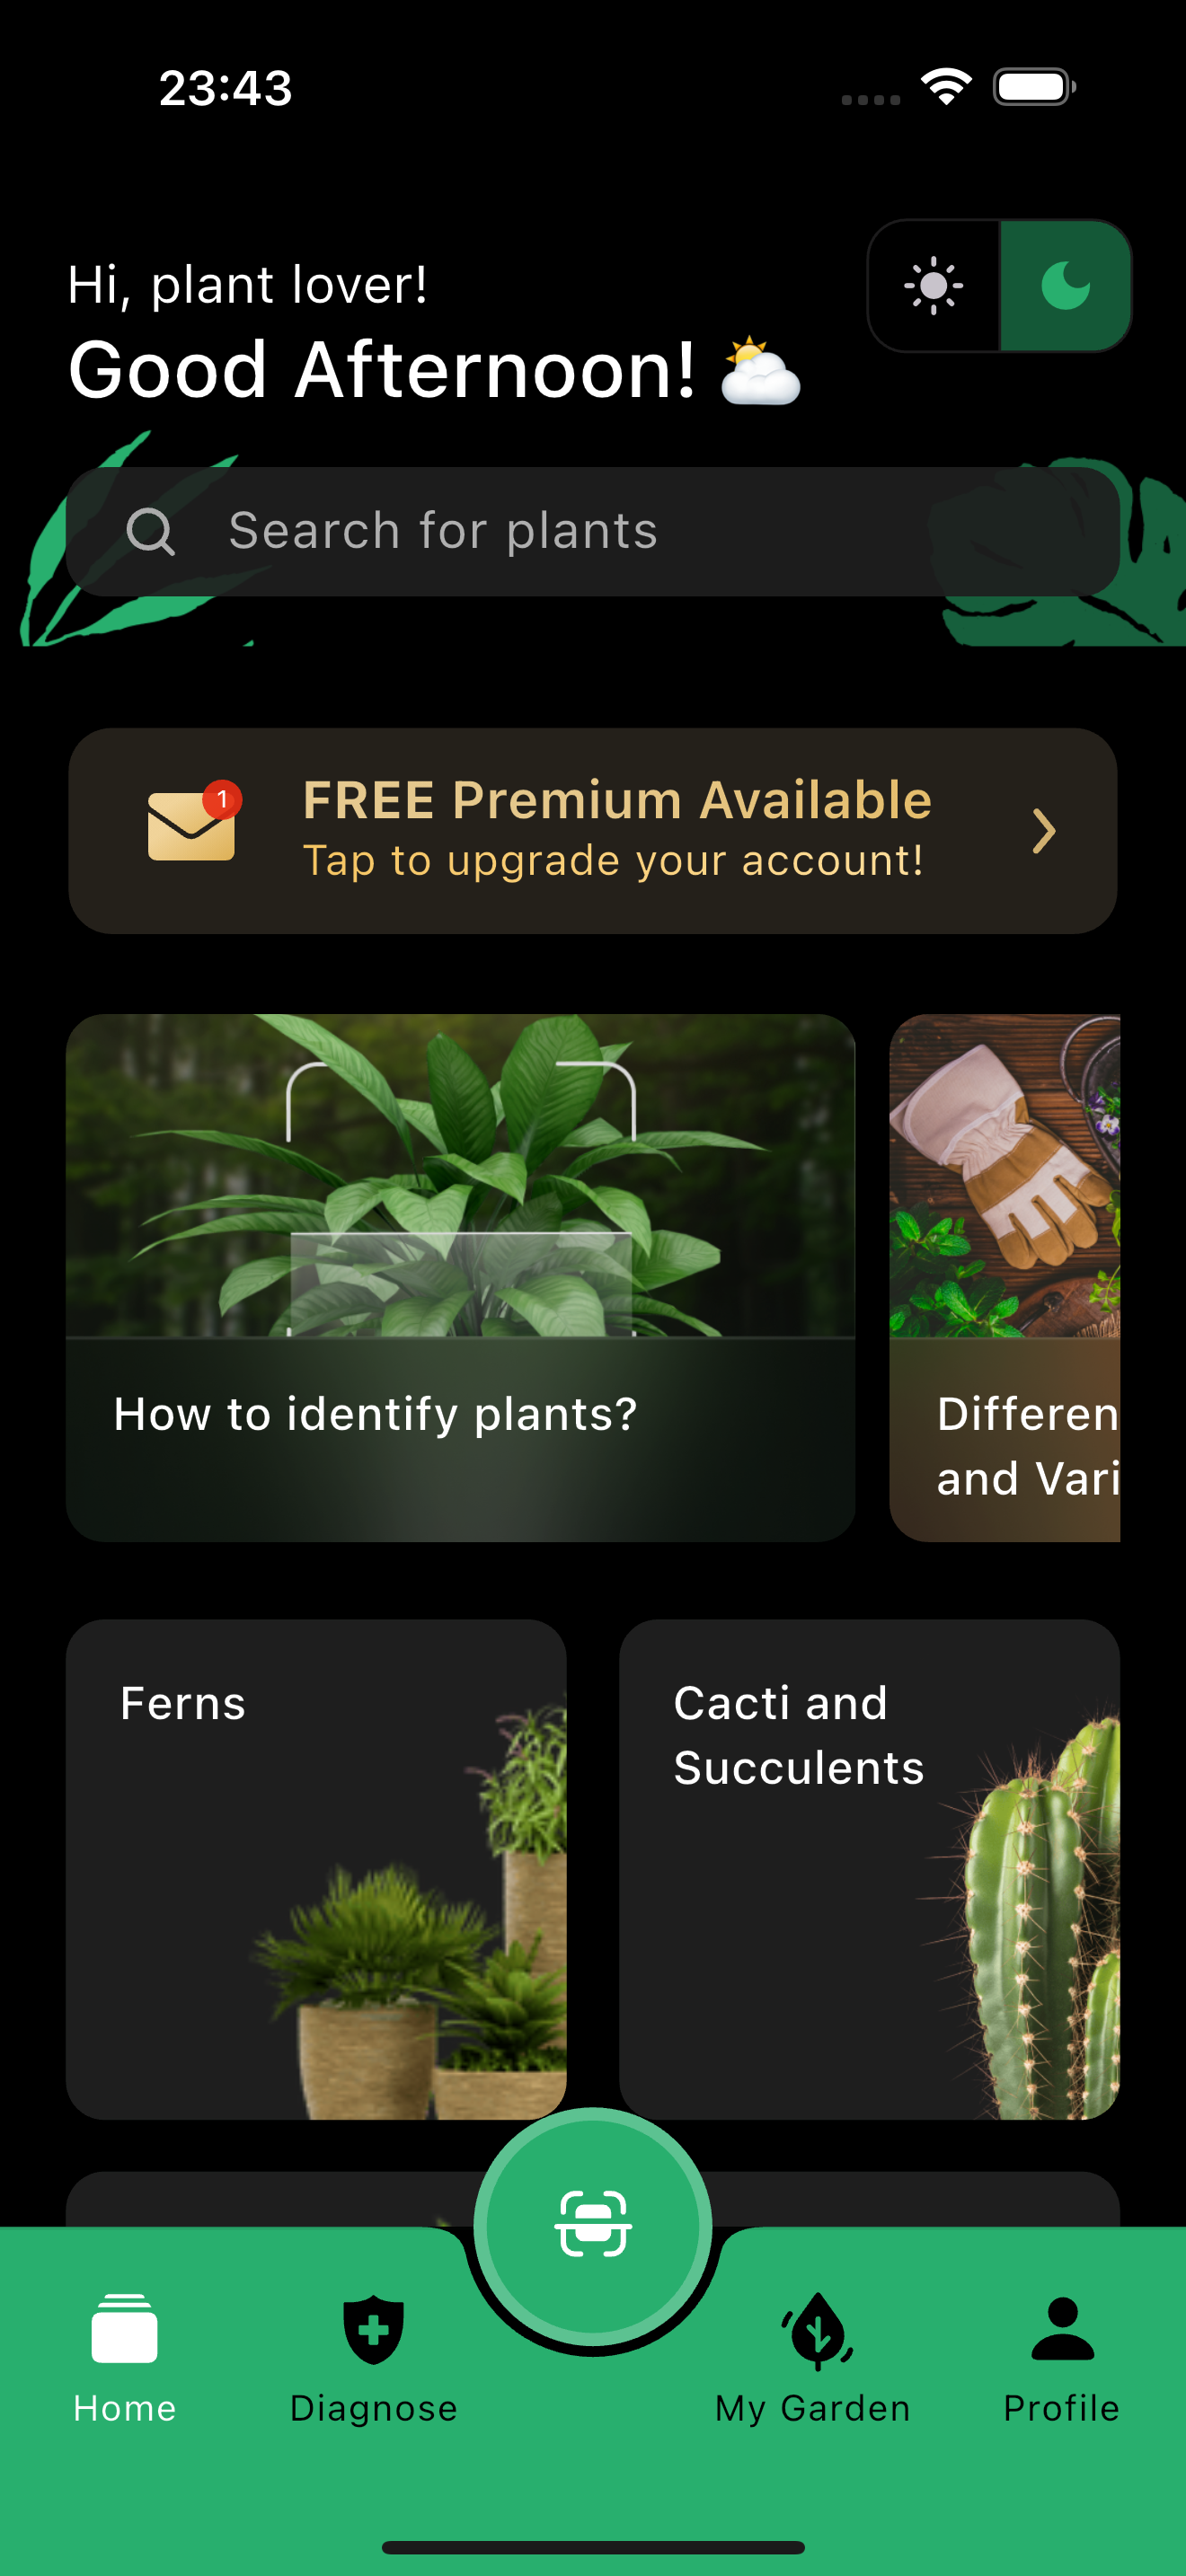 23:43
Hi, plant lover!
Good Afternoon! 🌥️
Search for plants
1
FREE Premium Available
Tap to upgrade your account!
How to identify plants?
Differen
and Vari
Ferns
Cacti and
Succulents
Home
Diagnose
My Garden
Profile